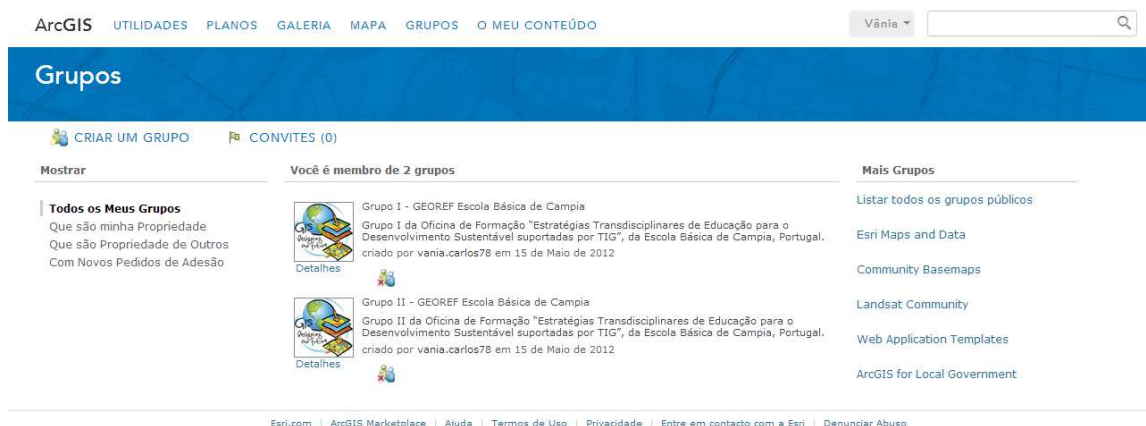 ArcGIS UTILIDADES PLANOS GALERIA MAPA GRUPOS O MEU CONTEÚDO Vânia
Grupos
CRIAR UM GRUPO CONVITES (0)
Mostrar
Todos os Meus Grupos
Que são minha Propriedade
Que são Propriedade de Outros
Com Novos Pedidos de Adesão
Você é membro de 2 grupos
GIS
Designing our future
Detalhes
Grupo I - GEOREF Escola Básica de Campia
Grupo I da Oficina de Formação “Estratégias Transdisciplinares de Educação para o
Desenvolvimento Sustentável suportadas por TIG”, da Escola Básica de Campia, Portugal.
criado por vania.carlos78 em 15 de Maio de 2012
GIS
Designing our future
Detalhes
Grupo II - GEOREF Escola Básica de Campia
Grupo II da Oficina de Formação “Estratégias Transdisciplinares de Educação para o
Desenvolvimento Sustentável suportadas por TIG”, da Escola Básica de Campia, Portugal.
criado por vania.carlos78 em 15 de Maio de 2012
Mais Grupos
Listar todos os grupos públicos
Esri Maps and Data
Community Basemaps
Landsat Community
Web Application Templates
ArcGIS for Local Government
Esri.com | ArcGIS Marketplace | Ajuda | Termos de Uso | Privacidade | Entre em contacto com a Esri | Denunciar Abuso